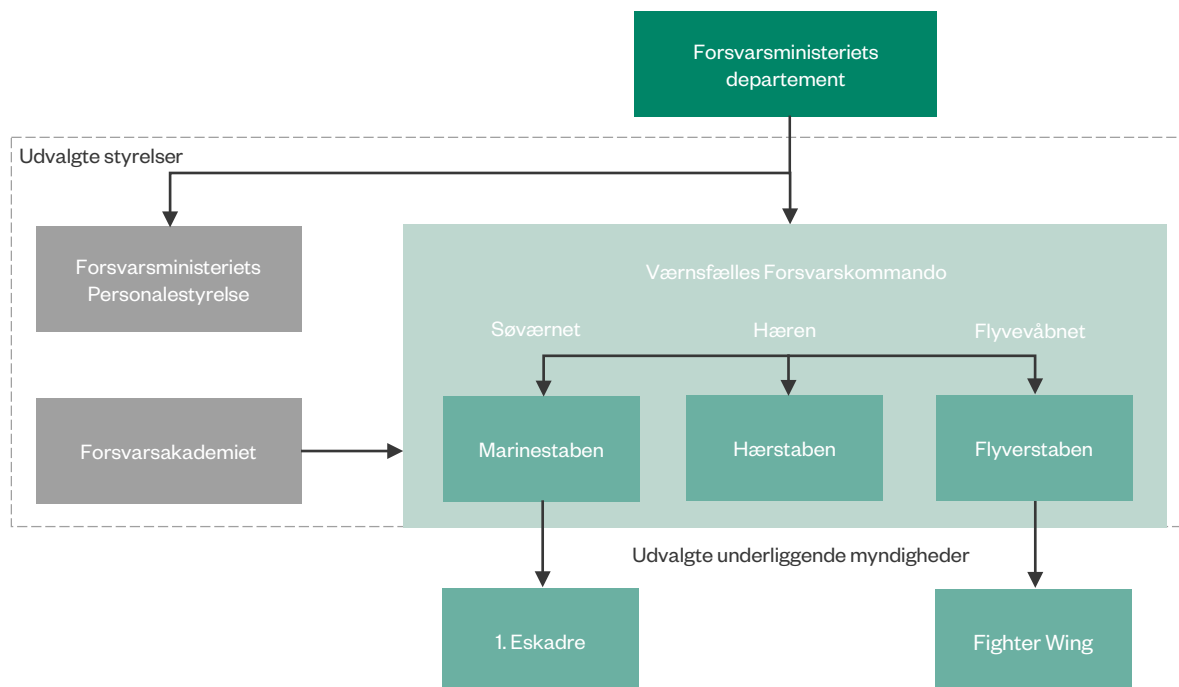 Forsvarsministeriets
departement
Udvalgte styrelser
Forsvarsministeriets
Personalestyrelse
Værnsfælles Forsvarskommando
Søværnet
Hæren
Flyvevåbnet
Forsvarsakademiet
Marinestaben
Hærstaben
Flyverstaben
Udvalgte underliggende myndigheder
1. Eskadre
Fighter Wing